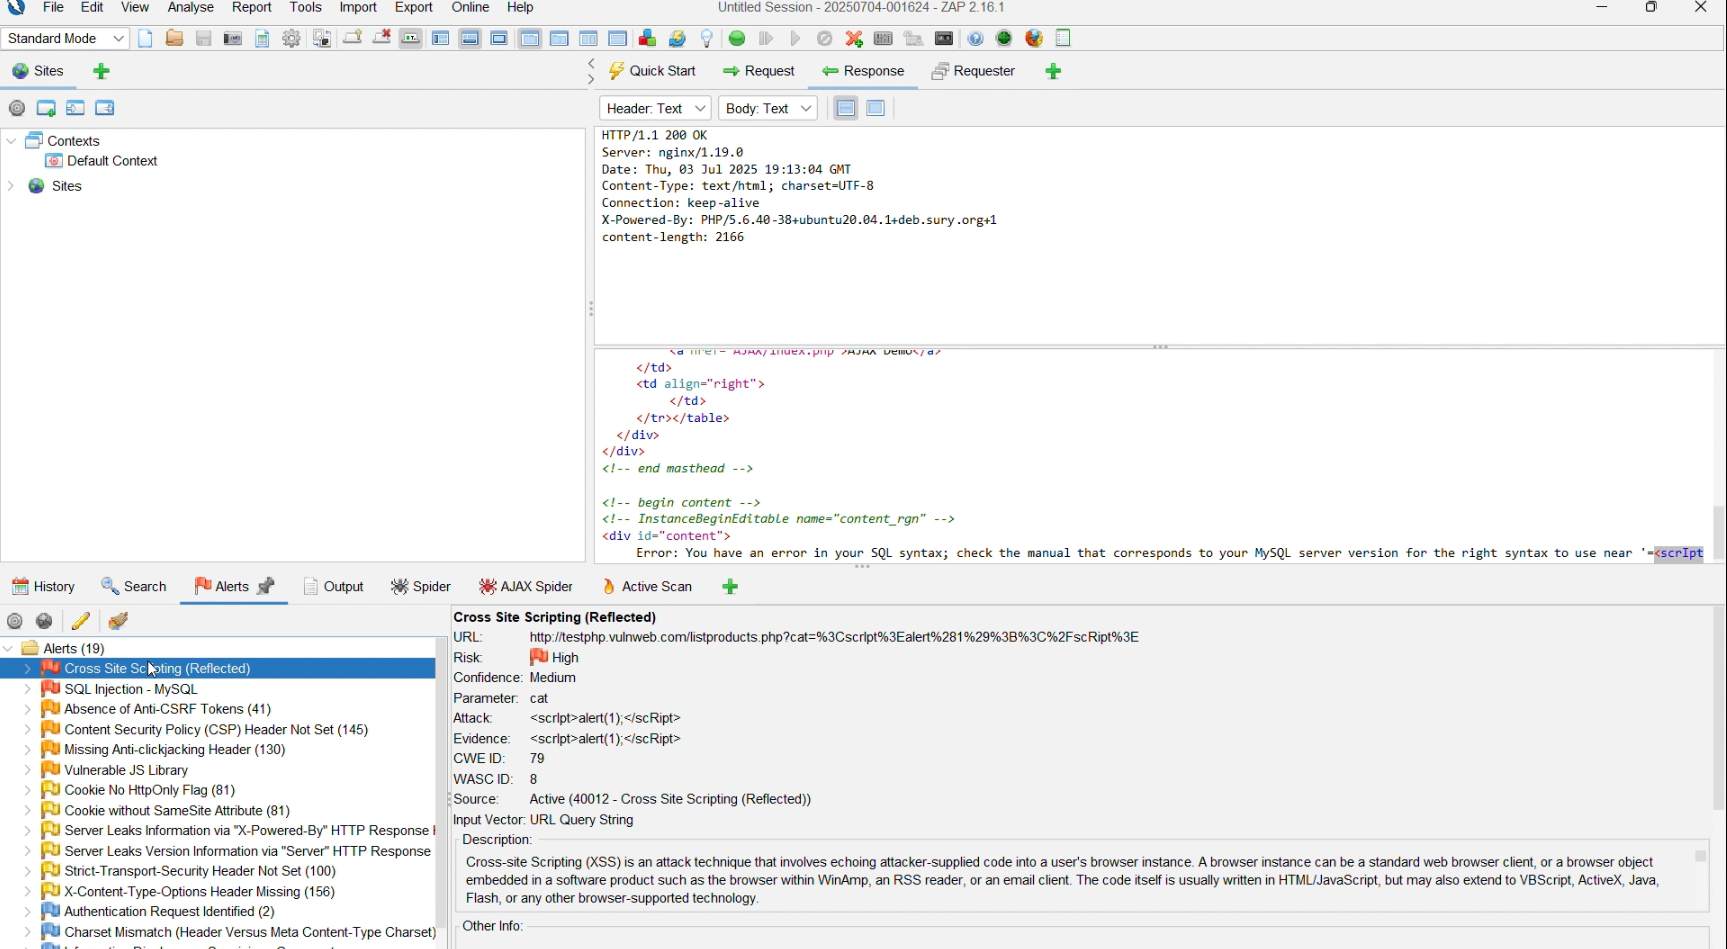 File Edit View Analyse Report Tools Import Export Online Help Untitled Session - 20250704-001624 - ZAP 2.16.1
Standard Mode
Sites
Quick Start Request Response Requester
Header: Text Body: Text
Contexts
Default Context
Sites
HTTP/1.1 200 OK
Server: nginx/1.19.0
Date: Thu, 03 Jul 2025 19:13:04 GMT
Content-Type: text/html; charset=UTF-8
Connection: keep-alive
X-Powered-By: PHP/5.6.40-38+ubuntu20.04.1+deb.sury.org+1
content-length: 2166
<a href="AJAX/index.php">AJAX Demo</a>
</td>
<td align="right">
</td>
</tr></table>
</div>
</div>
<!-- end masthead -->
<!-- begin content -->
<!-- InstanceBeginEditable name="content_rgn" -->
<div id="content">
Error: You have an error in your SQL syntax; check the manual that corresponds to your MySQL server version for the right syntax to use near '=<scrIpt
History Search Alerts Output Spider AJAX Spider Active Scan
Alerts (19)
Cross Site Scripting (Reflected)
SQL Injection - MySQL
Absence of Anti-CSRF Tokens (41)
Content Security Policy (CSP) Header Not Set (145)
Missing Anti-clickjacking Header (130)
Vulnerable JS Library
Cookie No HttpOnly Flag (81)
Cookie without SameSite Attribute (81)
Server Leaks Information via "X-Powered-By" HTTP Response
Server Leaks Version Information via "Server" HTTP Response
Strict-Transport-Security Header Not Set (100)
X-Content-Type-Options Header Missing (156)
Authentication Request Identified (2)
Charset Mismatch (Header Versus Meta Content-Type Charset)
Cross Site Scripting (Reflected)
URL: http://testphp.vulnweb.com/listproducts.php?cat=%3CscrIpt%3Ealert%281%29%3B%3C%2FscRipt%3E
Risk: High
Confidence: Medium
Parameter: cat
Attack: <scrIpt>alert(1);</scRipt>
Evidence: <scrIpt>alert(1);</scRipt>
CWE ID: 79
WASC ID: 8
Source: Active (40012 - Cross Site Scripting (Reflected))
Input Vector: URL Query String
Description:
Cross-site Scripting (XSS) is an attack technique that involves echoing attacker-supplied code into a user's browser instance. A browser instance can be a standard web browser client, or a browser object
embedded in a software product such as the browser within WinAmp, an RSS reader, or an email client. The code itself is usually written in HTML/JavaScript, but may also extend to VBScript, ActiveX, Java,
Flash, or any other browser-supported technology.
Other Info: